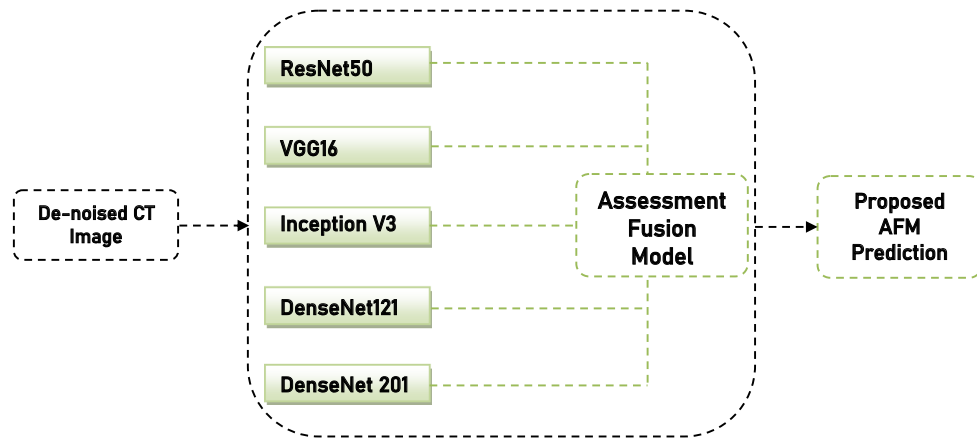 De-noised CT
Image
ResNet50
VGG16
Inception V3
DenseNet121
DenseNet 201
Assessment
Fusion
Model
Proposed
AFM
Prediction